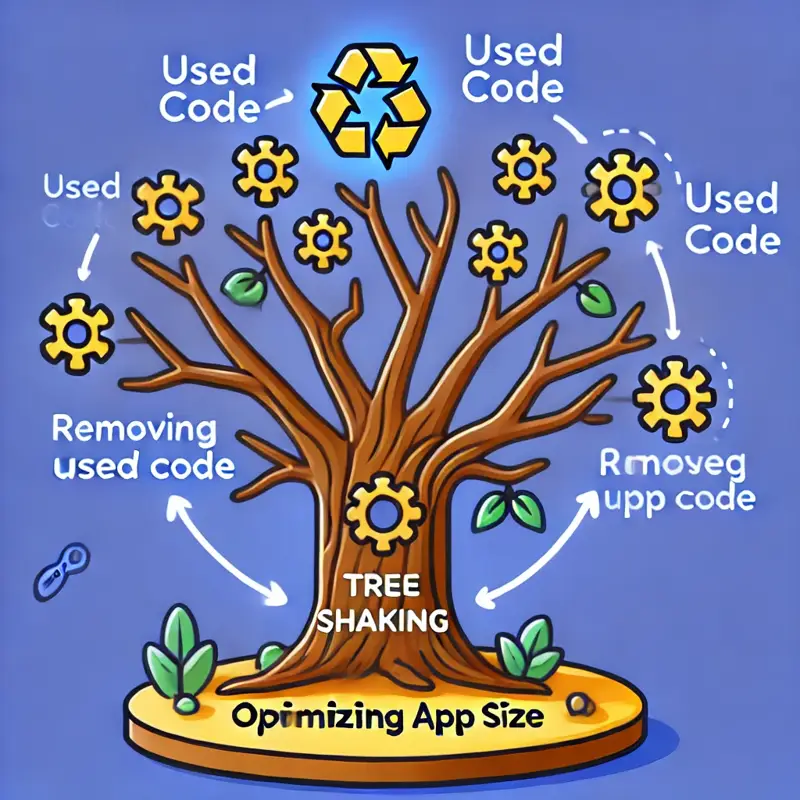 Used
Code
Used
Code
Used
Used
Code
Removing
used code
Rmoveg
upp code
TREE
SHAKING
Opimizing App Size